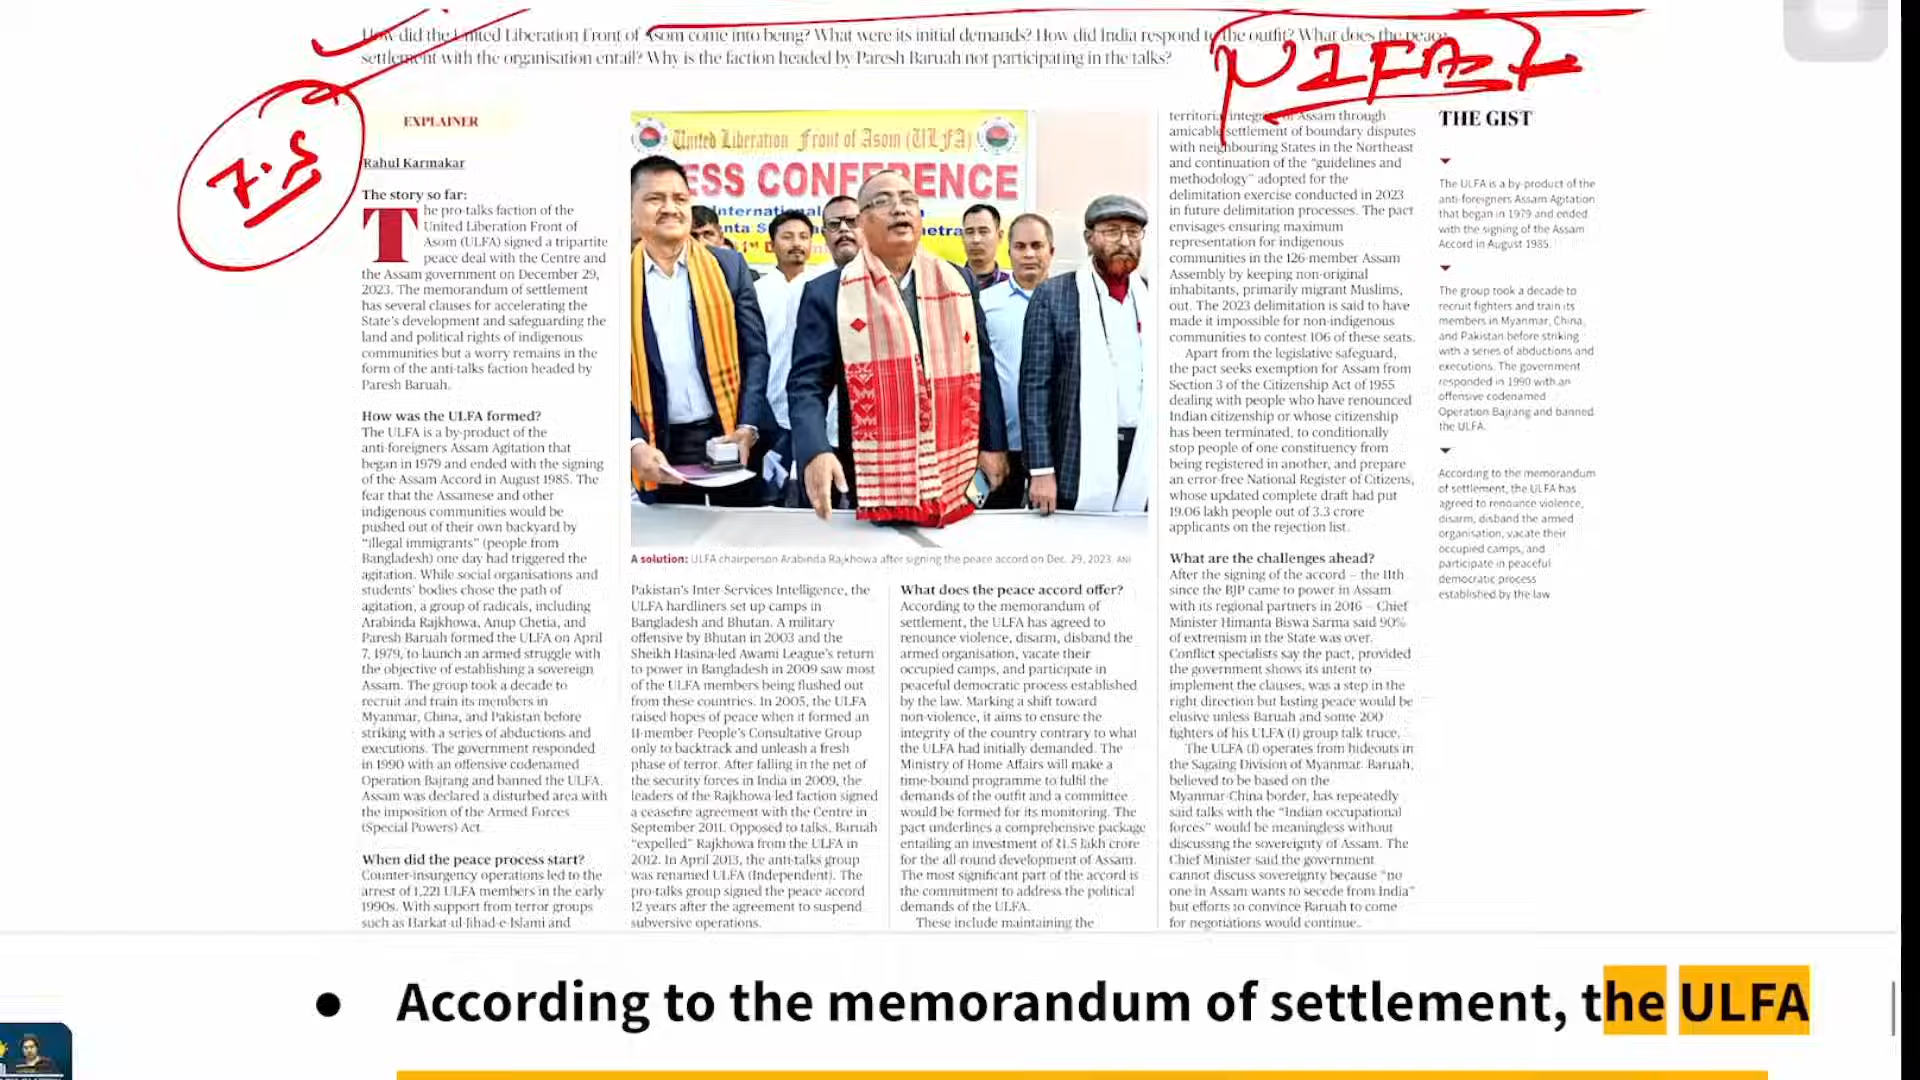 How did the United Liberation Front of Asom come into being? What were its initial demands? How did India respond to the outfit? What does the peace
settlement with the organisation entail? Why is the faction headed by Paresh Baruah not participating in the talks?
7.5
EXPLAINER
Rahul Karmakar
The story so far:
The pro-talks faction of the
United Liberation Front of
Asom (ULFA) signed a tripartite
peace deal with the Centre and
the Assam government on December 29,
2023. The memorandum of settlement
has several clauses for accelerating the
State's development and safeguarding the
land and political rights of indigenous
communities but a worry remains in the
form of the anti-talks faction headed by
Paresh Baruah.
How was the ULFA formed?
The ULFA is a by-product of the
anti-foreigners Assam Agitation that
began in 1979 and ended with the signing
of the Assam Accord in August 1985. The
fear that the Assamese and other
indigenous communities would be
pushed out of their own backyard by
“illegal immigrants” (people from
Bangladesh) one day had triggered the
agitation. While social organisations and
students' bodies chose the path of
agitation, a group of radicals, including
Arabinda Rajkhowa, Anup Chetia, and
Paresh Baruah formed the ULFA on April
7, 1979, to launch an armed struggle with
the objective of establishing a sovereign
Assam. The group took a decade to
recruit and train its members in
Myanmar, China, and Pakistan before
striking with a series of abductions and
executions. The government responded
in 1990 with an offensive codenamed
Operation Bajrang and banned the ULFA.
Assam was declared a disturbed area with
the imposition of the Armed Forces
(Special Powers) Act.
When did the peace process start?
Counter-insurgency operations led to the
arrest of 1,221 ULFA members in the early
1990s. With support from terror groups
such as Harkat-ul-Jihad-e-Islami and
United Liberation Front of Asom (ULFA)
ESS CONFERENCE
International
A solution: ULFA chairperson Arabinda Rajkhowa after signing the peace accord on Dec. 29, 2023. ANI
Pakistan's Inter Services Intelligence, the
ULFA hardliners set up camps in
Bangladesh and Bhutan. A military
offensive by Bhutan in 2003 and the
Sheikh Hasina-led Awami League's return
to power in Bangladesh in 2009 saw most
of the ULFA members being flushed out
from these countries. In 2005, the ULFA
raised hopes of peace when it formed an
11-member People's Consultative Group
only to backtrack and unleash a fresh
phase of terror. After falling in the net of
the security forces in India in 2009, the
leaders of the Rajkhowa-led faction signed
a ceasefire agreement with the Centre in
September 2011. Opposed to talks, Baruah
“expelled” Rajkhowa from the ULFA in
2012. In April 2013, the anti-talks group
was renamed ULFA (Independent). The
pro-talks group signed the peace accord
12 years after the agreement to suspend
subversive operations.
What does the peace accord offer?
According to the memorandum of
settlement, the ULFA has agreed to
renounce violence, disarm, disband the
armed organisation, vacate their
occupied camps, and participate in
peaceful democratic process established
by the law. Marking a shift toward
non-violence, it aims to ensure the
integrity of the country contrary to what
the ULFA had initially demanded. The
Ministry of Home Affairs will make a
time-bound programme to fulfil the
demands of the outfit and a committee
would be formed for its monitoring. The
pact underlines a comprehensive package
entailing an investment of ₹1.5 lakh crore
for the all-round development of Assam.
The most significant part of the accord is
the commitment to address the political
demands of the ULFA.
These include maintaining the
territorial integrity of Assam through
amicable settlement of boundary disputes
with neighbouring States in the Northeast
and continuation of the “guidelines and
methodology” adopted for the
delimitation exercise conducted in 2023
in future delimitation processes. The pact
envisages ensuring maximum
representation for indigenous
communities in the 126-member Assam
Assembly by keeping non-original
inhabitants, primarily migrant Muslims,
out. The 2023 delimitation is said to have
made it impossible for non-indigenous
communities to contest 106 of these seats.
Apart from the legislative safeguard,
the pact seeks exemption for Assam from
Section 3 of the Citizenship Act of 1955
dealing with people who have renounced
Indian citizenship or whose citizenship
has been terminated, to conditionally
stop people of one constituency from
being registered in another, and prepare
an error-free National Register of Citizens,
whose updated complete draft had put
19.06 lakh people out of 3.3 crore
applicants on the rejection list.
What are the challenges ahead?
After the signing of the accord – the 11th
since the BJP came to power in Assam
with its regional partners in 2016 – Chief
Minister Himanta Biswa Sarma said 90%
of extremism in the State was over.
Conflict specialists say the pact, provided
the government shows its intent to
implement the clauses, was a step in the
right direction but lasting peace would be
elusive unless Baruah and some 200
fighters of his ULFA (I) group talk truce.
The ULFA (I) operates from hideouts in
the Sagaing Division of Myanmar. Baruah,
believed to be based on the
Myanmar-China border, has repeatedly
said talks with the “Indian occupational
forces” would be meaningless without
discussing the sovereignty of Assam. The
Chief Minister said the government
cannot discuss sovereignty because “no
one in Assam wants to secede from India”
but efforts to convince Baruah to come
for negotiations would continue.
THE GIST
The ULFA is a by-product of the
anti-foreigners Assam Agitation
that began in 1979 and ended
with the signing of the Assam
Accord in August 1985.
The group took a decade to
recruit fighters and train its
members in Myanmar, China,
and Pakistan before striking
with a series of abductions and
executions. The government
responded in 1990 with an
offensive codenamed
Operation Bajrang and banned
the ULFA.
According to the memorandum
of settlement, the ULFA has
agreed to renounce violence,
disarm, disband the armed
organisation, vacate their
occupied camps, and
participate in peaceful
democratic process
established by the law
● According to the memorandum of settlement, the ULFA